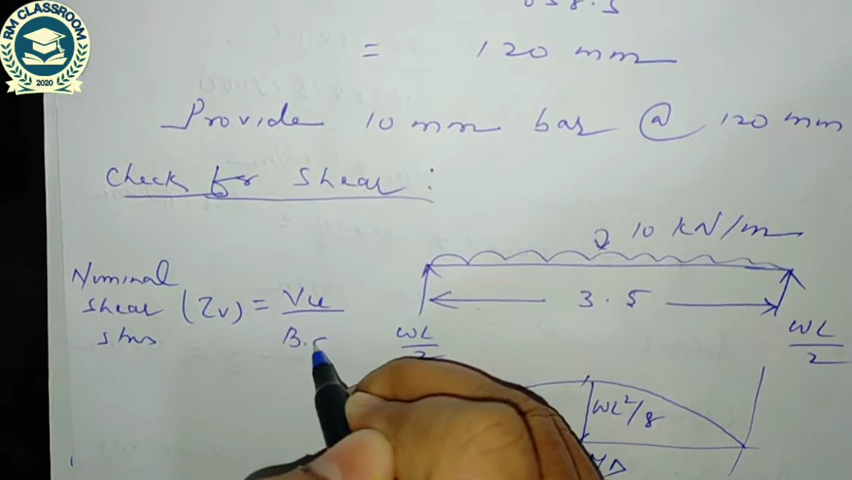 RM CLASSROOM
2020
= 120 mm
Provide 10 mm bar @ 120 mm
Check for Shear :
10 kN/m
Nominal
shear (τv) = Vu
B.
3.5
wL
2
wL
2
wL²/8